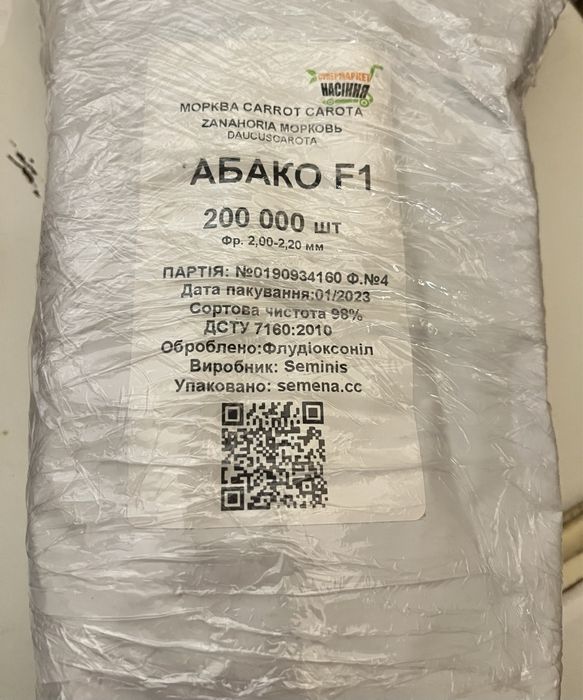 СУПЕРМАРКЕТ
НАСІННЯ
МОРКВА CARROT CAROTA
ZANAHORIA МОРКОВЬ
DAUCUSCAROTA
АБАКО F1
200 000 шт
Фр. 2,00-2,20 мм
ПАРТІЯ: №0190934160 Ф.№4
Дата пакування:01/2023
Сортова чистота 98%
ДСТУ 7160:2010
Оброблено:Флудіоксоніл
Виробник: Seminis
Упаковано: semena.cc